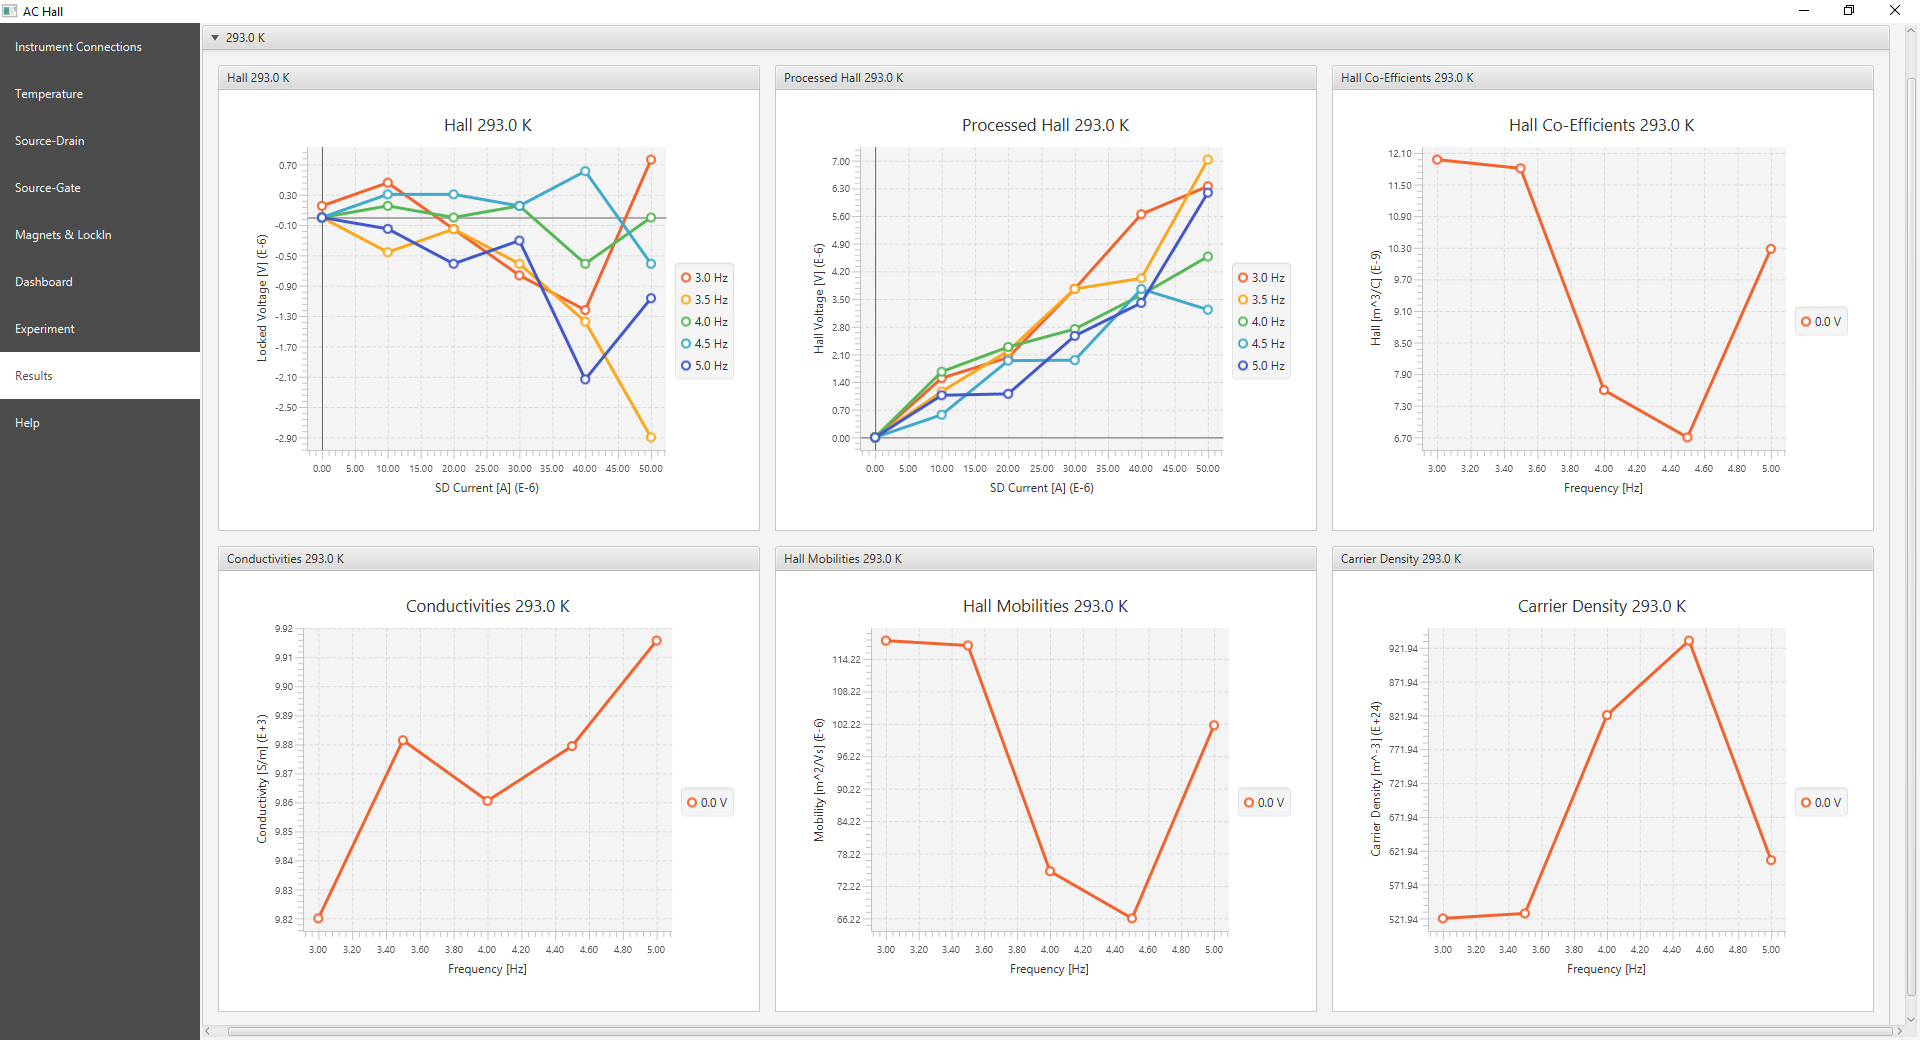 AC Hall
Instrument Connections
Temperature
Source-Drain
Source-Gate
Magnets & LockIn
Dashboard
Experiment
Results
Help
293.0 K
Hall 293.0 K
Hall 293.0 K
Locked Voltage [V] (E-6)
0.70
0.30
-0.10
-0.50
-0.90
-1.30
-1.70
-2.10
-2.50
-2.90
0.00 5.00 10.00 15.00 20.00 25.00 30.00 35.00 40.00 45.00 50.00
SD Current [A] (E-6)
3.0 Hz
3.5 Hz
4.0 Hz
4.5 Hz
5.0 Hz
Processed Hall 293.0 K
Processed Hall 293.0 K
Hall Voltage [V] (E-6)
7.00
6.30
5.60
4.90
4.20
3.50
2.80
2.10
1.40
0.70
0.00
0.00 5.00 10.00 15.00 20.00 25.00 30.00 35.00 40.00 45.00 50.00
SD Current [A] (E-6)
3.0 Hz
3.5 Hz
4.0 Hz
4.5 Hz
5.0 Hz
Hall Co-Efficients 293.0 K
Hall Co-Efficients 293.0 K
Hall [m^3/C] (E-9)
12.10
11.50
10.90
10.30
9.70
9.10
8.50
7.90
7.30
6.70
3.00 3.20 3.40 3.60 3.80 4.00 4.20 4.40 4.60 4.80 5.00
Frequency [Hz]
0.0 V
Conductivities 293.0 K
Conductivities 293.0 K
Conductivity [S/m] (E+3)
9.92
9.91
9.90
9.89
9.88
9.87
9.86
9.85
9.84
9.83
9.82
3.00 3.20 3.40 3.60 3.80 4.00 4.20 4.40 4.60 4.80 5.00
Frequency [Hz]
0.0 V
Hall Mobilities 293.0 K
Hall Mobilities 293.0 K
Mobility [m^2/Vs] (E-6)
114.22
108.22
102.22
96.22
90.22
84.22
78.22
72.22
66.22
3.00 3.20 3.40 3.60 3.80 4.00 4.20 4.40 4.60 4.80 5.00
Frequency [Hz]
0.0 V
Carrier Density 293.0 K
Carrier Density 293.0 K
Carrier Density [m^-3] (E+24)
921.94
871.94
821.94
771.94
721.94
671.94
621.94
571.94
521.94
3.00 3.20 3.40 3.60 3.80 4.00 4.20 4.40 4.60 4.80 5.00
Frequency [Hz]
0.0 V